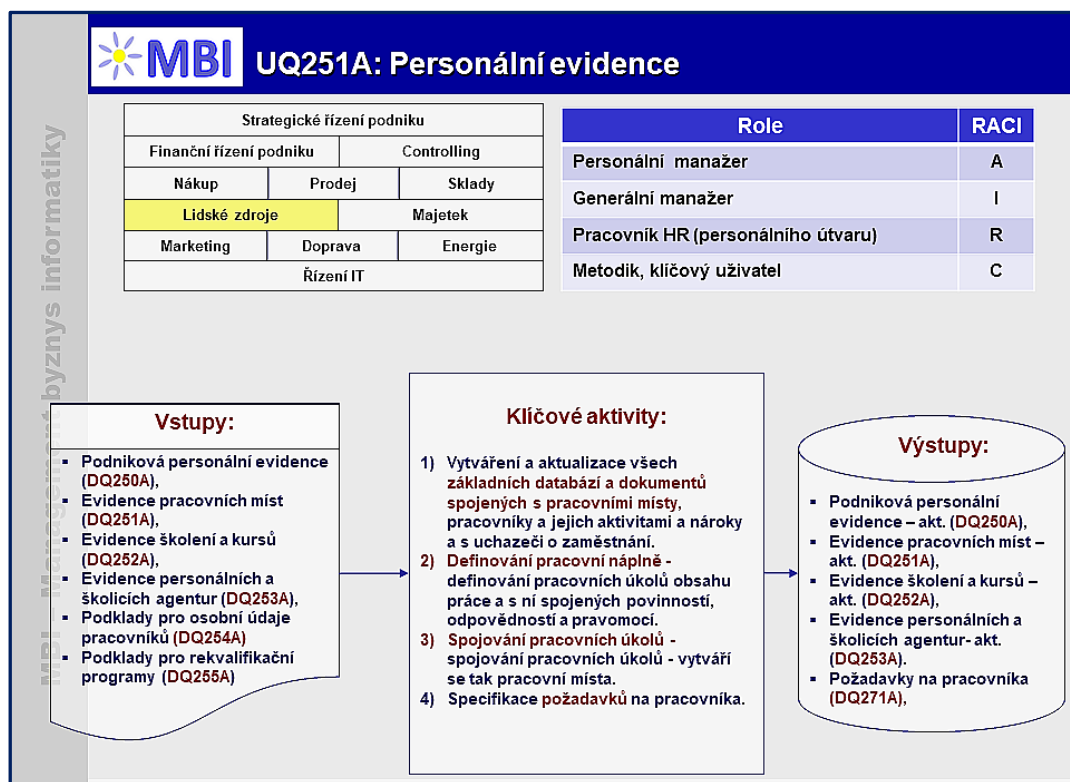 MBI
UQ251A: Personální evidence
MBI – Management byznys informatiky
Strategické řízení podniku
Finanční řízení podniku Controlling
Nákup Prodej Sklady
Lidské zdroje Majetek
Marketing Doprava Energie
Řízení IT
Role RACI
Personální manažer A
Generální manažer I
Pracovník HR (personálního útvaru) R
Metodik, klíčový uživatel C
Vstupy:
▪ Podniková personální evidence
(DQ250A),
▪ Evidence pracovních míst
(DQ251A),
▪ Evidence školení a kursů
(DQ252A),
▪ Evidence personálních a
školicích agentur (DQ253A),
▪ Podklady pro osobní údaje
pracovníků (DQ254A)
▪ Podklady pro rekvalifikační
programy (DQ255A)
Klíčové aktivity:
1) Vytváření a aktualizace všech
základních databází a dokumentů
spojených s pracovními místy,
pracovníky a jejich aktivitami a nároky
a s uchazeči o zaměstnání.
2) Definování pracovní náplně -
definování pracovních úkolů obsahu
práce a s ní spojených povinností,
odpovědností a pravomocí.
3) Spojování pracovních úkolů -
spojování pracovních úkolů - vytváří
se tak pracovní místa.
4) Specifikace požadavků na pracovníka.
Výstupy:
▪ Podniková personální
evidence – akt. (DQ250A),
▪ Evidence pracovních míst –
akt. (DQ251A),
▪ Evidence školení a kursů –
akt. (DQ252A),
▪ Evidence personálních a
školicích agentur- akt.
(DQ253A).
▪ Požadavky na pracovníka
(DQ271A),